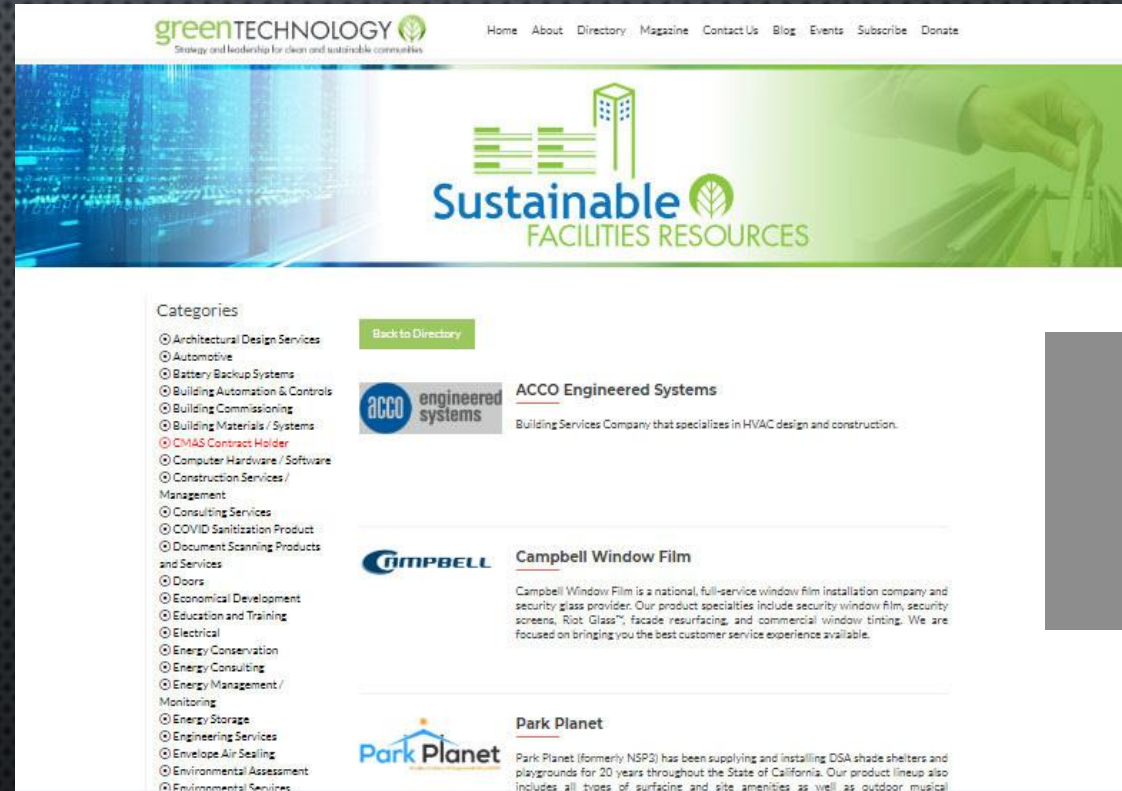 greenTECHNOLOGY
Strategy and leadership for clean and sustainable communities
Home About Directory Magazine Contact Us Blog Events Subscribe Donate
Sustainable
FACILITIES RESOURCES
Categories
Architectural Design Services
Automotive
Battery Backup Systems
Building Automation & Controls
Building Commissioning
Building Materials / Systems
CMAS Contract Holder
Computer Hardware / Software
Construction Services /
Management
Consulting Services
COVID Sanitization Product
Document Scanning Products
and Services
Doors
Economical Development
Education and Training
Electrical
Energy Conservation
Energy Consulting
Energy Management /
Monitoring
Energy Storage
Engineering Services
Envelope Air Sealing
Environmental Assessment
Environmental Services
Back to Directory
acco engineered
systems
ACCO Engineered Systems
Building Services Company that specializes in HVAC design and construction.
CAMPBELL
Campbell Window Film
Campbell Window Film is a national, full-service window film installation company and
security glass provider. Our product specialties include security window film, security
screens, Riot Glass™, facade resurfacing, and commercial window tinting. We are
focused on bringing you the best customer service experience available.
Park Planet
Park Planet
Park Planet (formerly NSP3) has been supplying and installing DSA shade shelters and
playgrounds for 20 years throughout the State of California. Our product lineup also
includes all types of surfacing and site amenities as well as outdoor musical